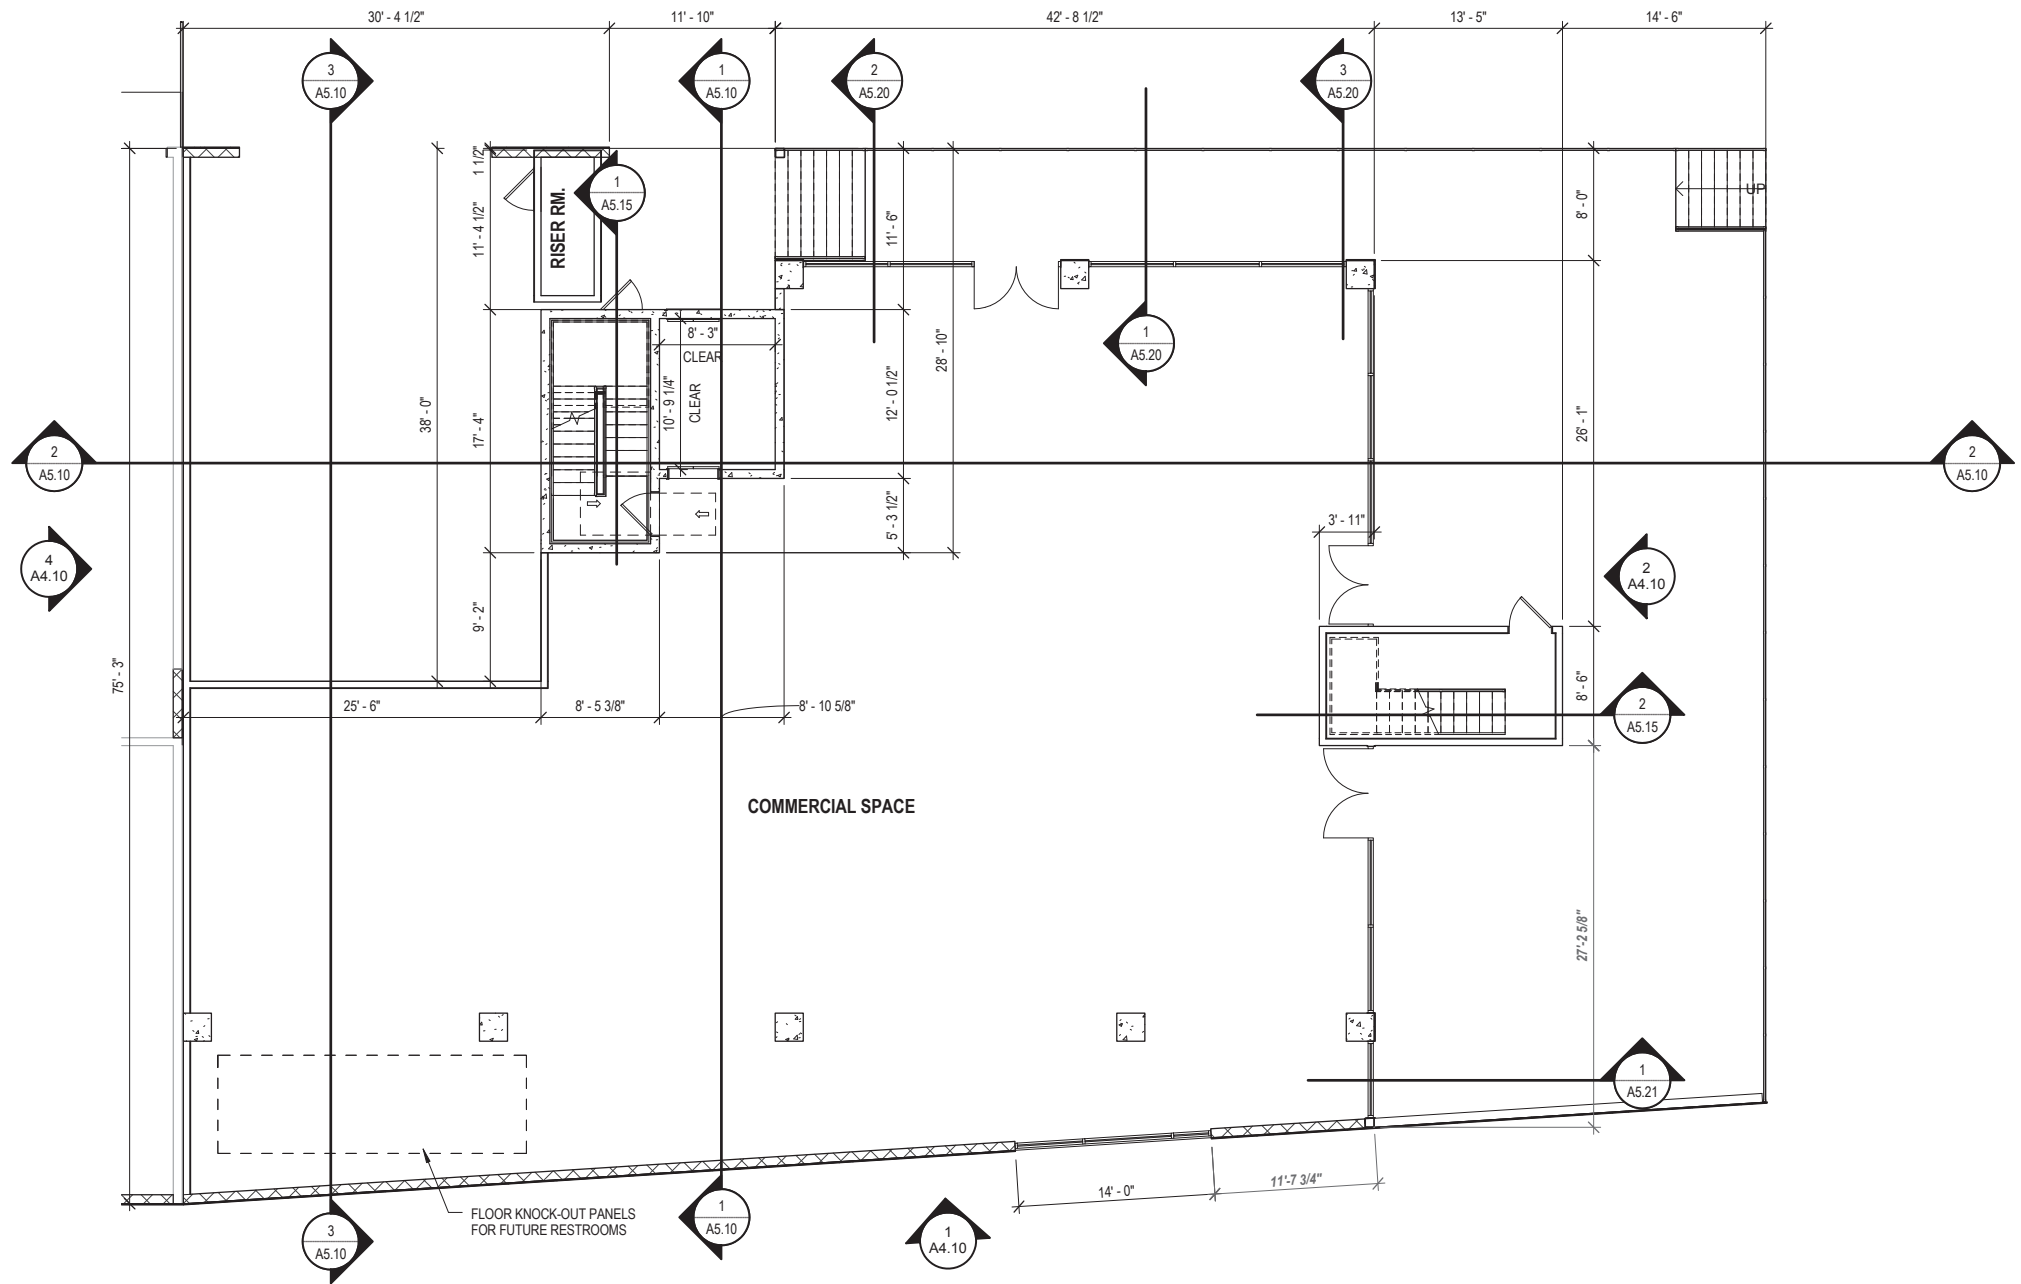 30' - 4 1/2"
11' - 10"
42' - 8 1/2"
13' - 5"
14' - 6"
3
A5.10
1
A5.10
2
A5.20
3
A5.20
1 1/2"
RISER RM.
1
A5.15
UP
8' - 0"
11' - 4 1/2"
11' - 6"
8' - 3"
CLEAR
1
A5.20
28' - 10"
10' - 9 1/4"
CLEAR
12' - 0 1/2"
38' - 0"
17' - 4"
26' - 1"
2
A5.10
2
A5.10
5' - 3 1/2"
3' - 11"
4
A4.10
2
A4.10
9' - 2"
75' - 3"
8' - 6"
25' - 6"
8' - 5 3/8"
8' - 10 5/8"
2
A5.15
COMMERCIAL SPACE
27'-2 5/8"
1
A5.21
14' - 0"
11'-7 3/4"
FLOOR KNOCK-OUT PANELS
FOR FUTURE RESTROOMS
3
A5.10
1
A5.10
1
A4.10